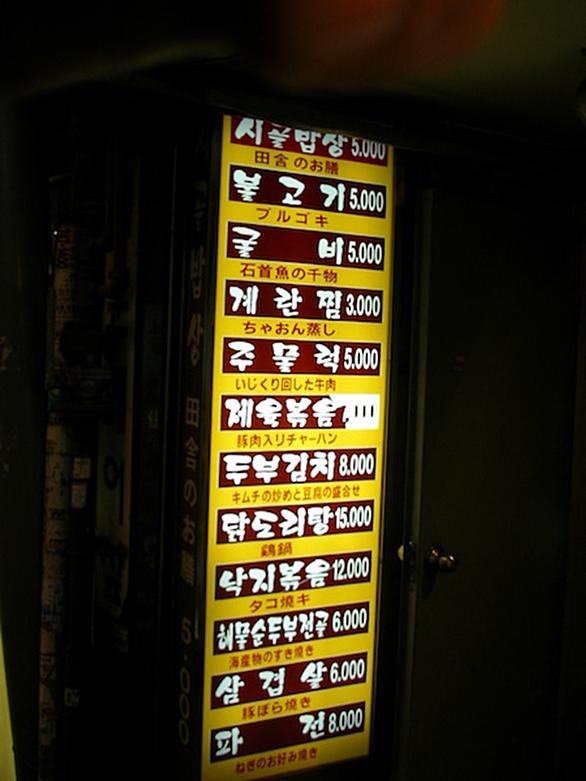 시골밥상 5.000
田舎のお膳
불고기 5.000
プルゴキ
굴비 5.000
石首魚の干物
계란찜 3.000
ちゃおん蒸し
주물럭 5.000
いじくり回した牛肉
제육볶음
豚肉入リチャーハン
두부김치 8.000
キムチの炒めと豆腐の盛合せ
닭도리탕 15.000
鶏鍋
낙지볶음 12.000
タコ焼キ
해물순두부전골 6.000
海産物のすき焼き
삼겹살 6.000
豚ばら焼き
파전 8.000
ねぎのお好み焼き
밥상 田舎のお膳 5.000